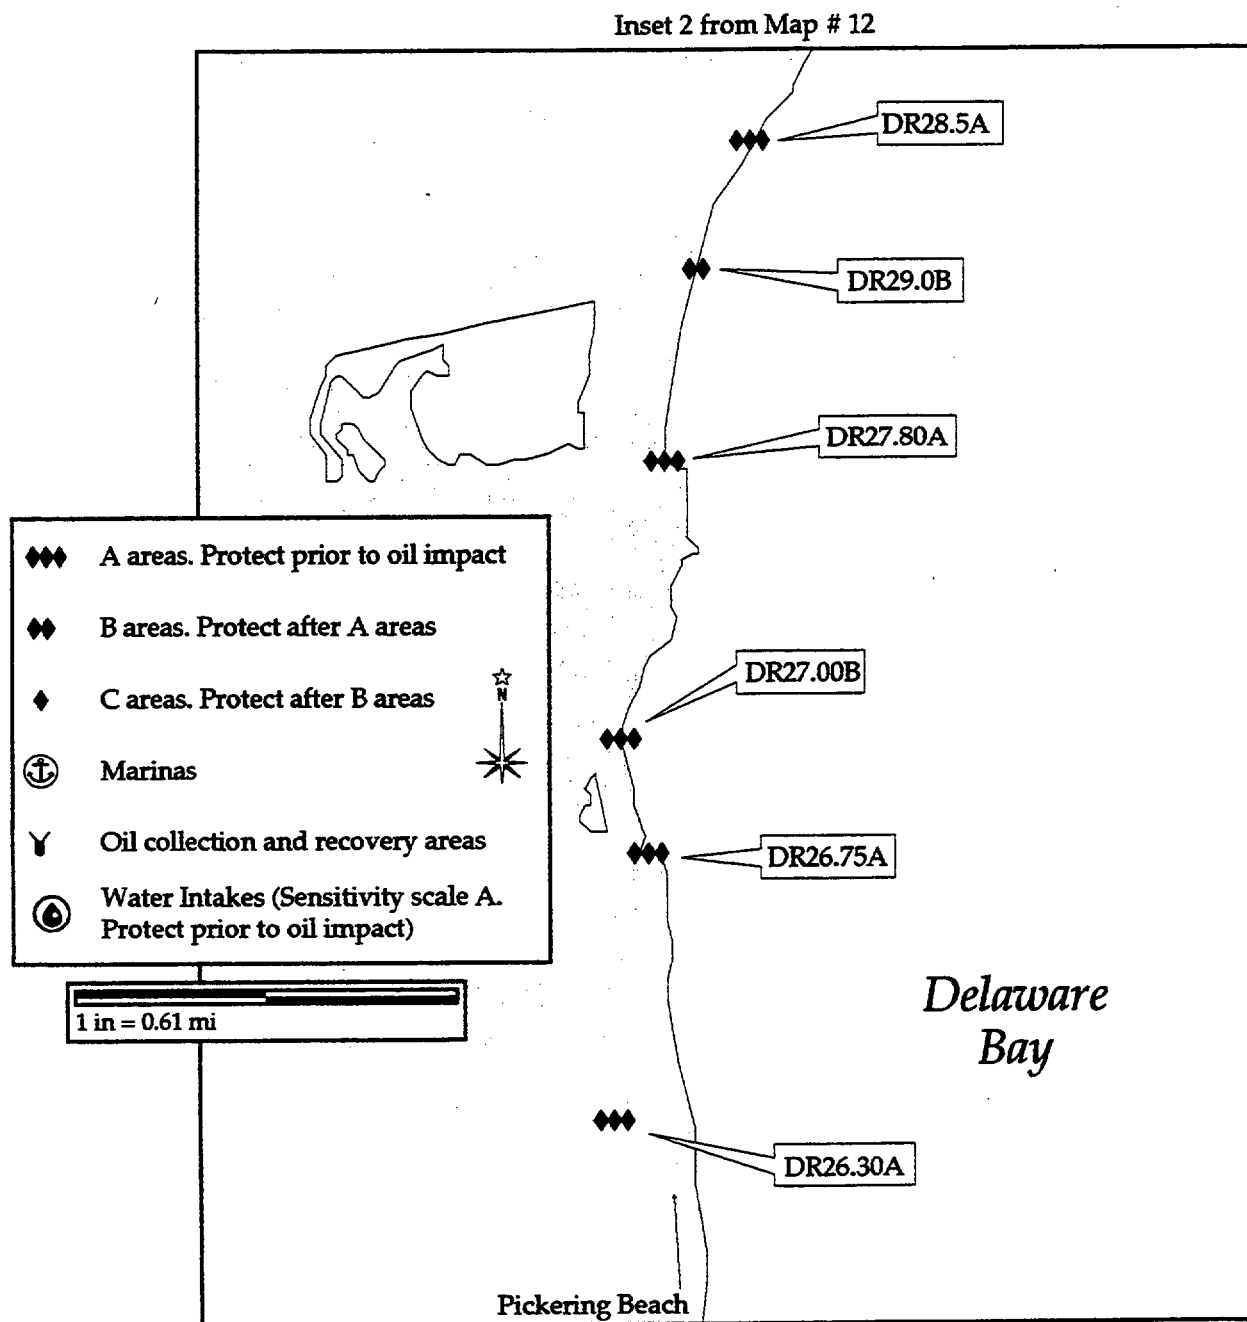 Inset 2 from Map # 12
DR28.5A
DR29.0B
DR27.80A
A areas. Protect prior to oil impact
B areas. Protect after A areas
C areas. Protect after B areas
N
Marinas
Oil collection and recovery areas
Water Intakes (Sensitivity scale A.
Protect prior to oil impact)
DR27.00B
DR26.75A
1 in = 0.61 mi
Delaware
Bay
DR26.30A
Pickering Beach